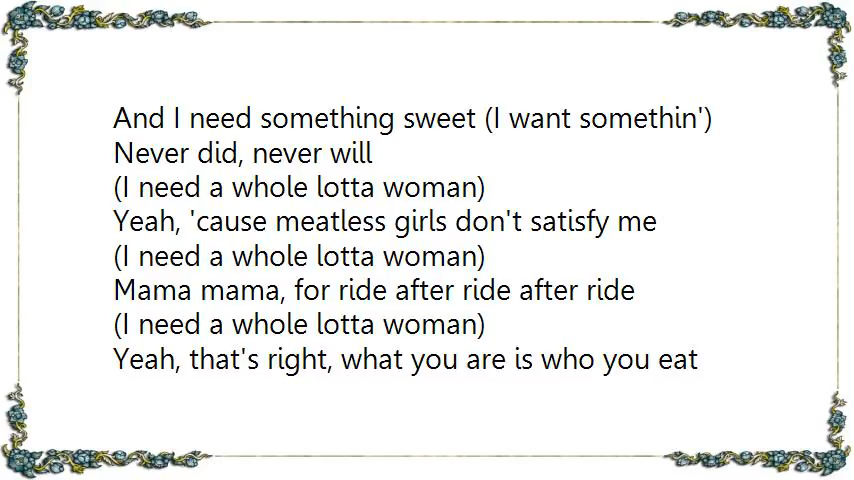 And I need something sweet (I want somethin')
Never did, never will
(I need a whole lotta woman)
Yeah, 'cause meatless girls don't satisfy me
(I need a whole lotta woman)
Mama mama, for ride after ride after ride
(I need a whole lotta woman)
Yeah, that's right, what you are is who you eat